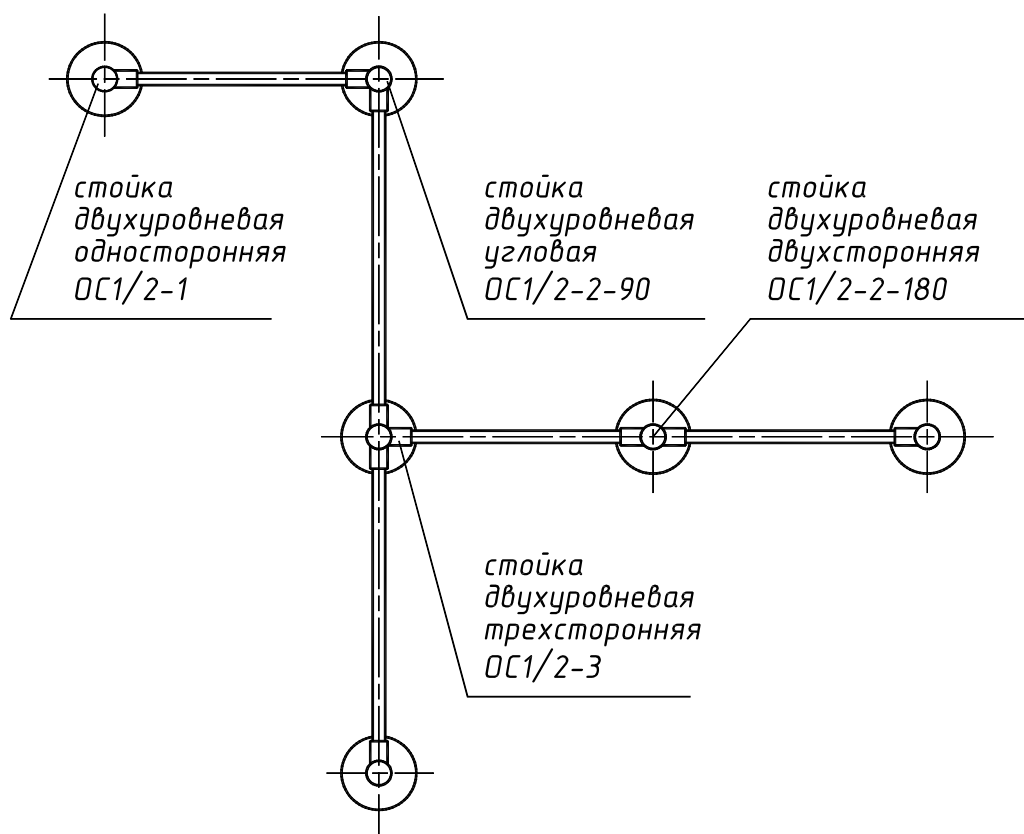 стойка
двухуровневая
односторонняя
ОС1/2-1
стойка
двухуровневая
угловая
ОС1/2-2-90
стойка
двухуровневая
двухсторонняя
ОС1/2-2-180
стойка
двухуровневая
трехсторонняя
ОС1/2-3